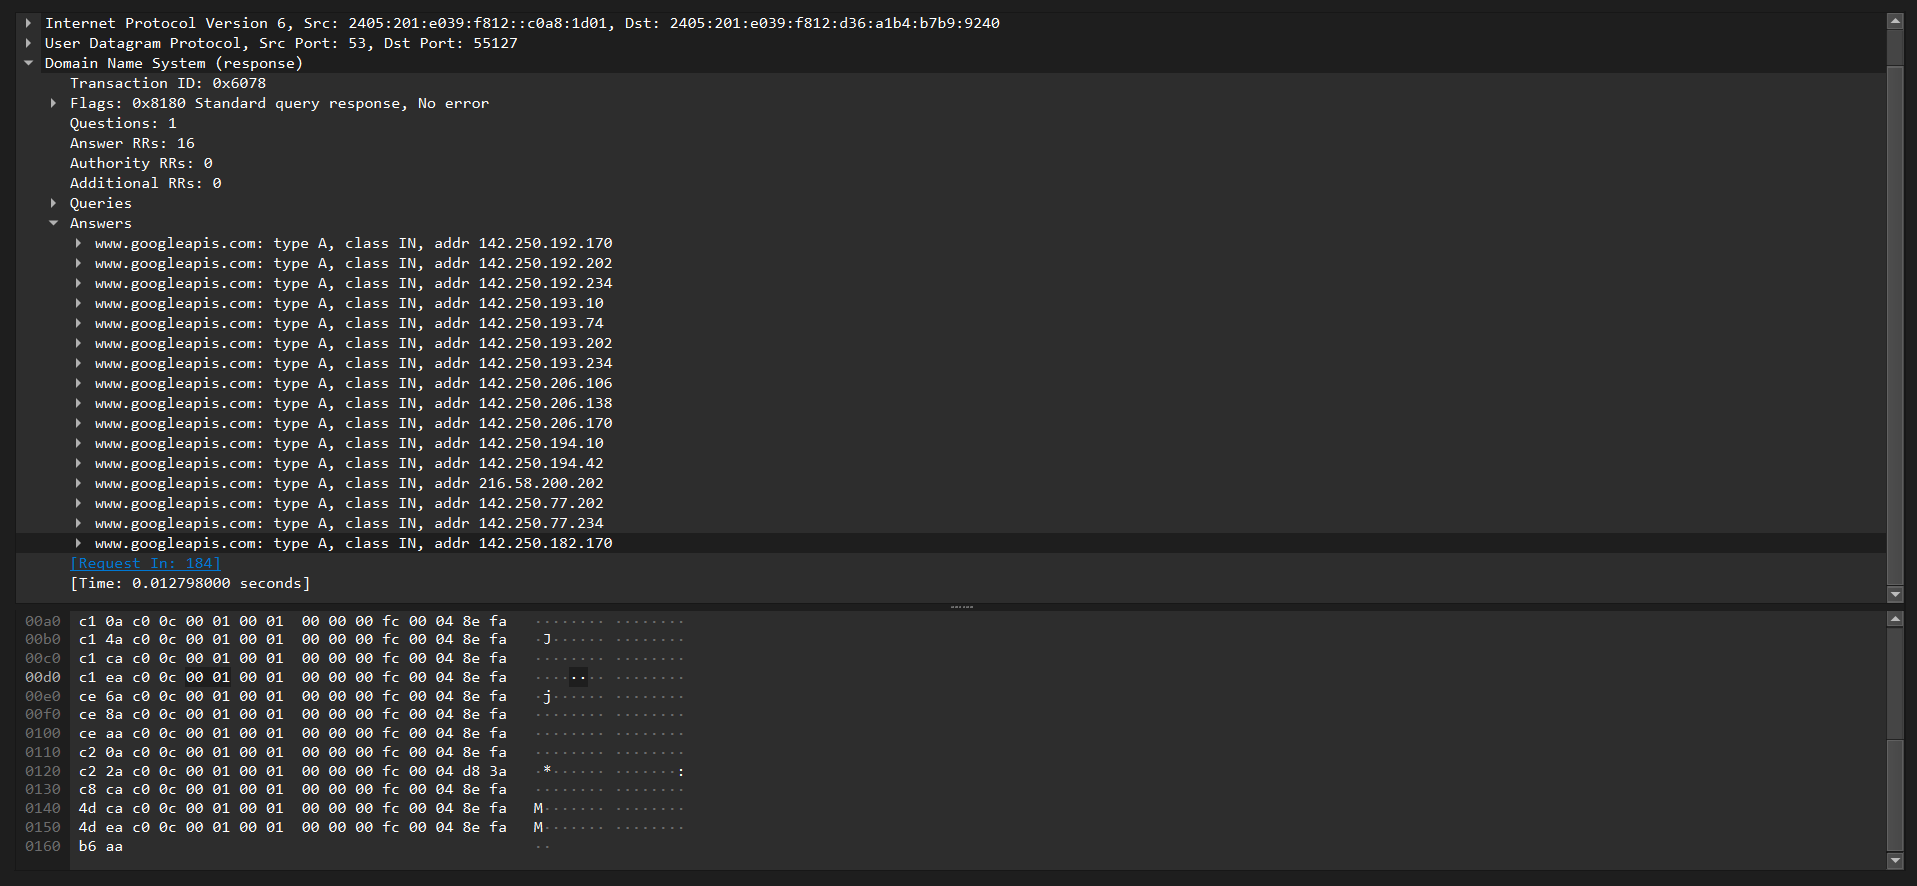 Internet Protocol Version 6, Src: 2405:201:e039:f812::c0a8:1d01, Dst: 2405:201:e039:f812:d36:a1b4:b7b9:9240
User Datagram Protocol, Src Port: 53, Dst Port: 55127
Domain Name System (response)
Transaction ID: 0x6078
Flags: 0x8180 Standard query response, No error
Questions: 1
Answer RRs: 16
Authority RRs: 0
Additional RRs: 0
Queries
Answers
www.googleapis.com: type A, class IN, addr 142.250.192.170
www.googleapis.com: type A, class IN, addr 142.250.192.202
www.googleapis.com: type A, class IN, addr 142.250.192.234
www.googleapis.com: type A, class IN, addr 142.250.193.10
www.googleapis.com: type A, class IN, addr 142.250.193.74
www.googleapis.com: type A, class IN, addr 142.250.193.202
www.googleapis.com: type A, class IN, addr 142.250.193.234
www.googleapis.com: type A, class IN, addr 142.250.206.106
www.googleapis.com: type A, class IN, addr 142.250.206.138
www.googleapis.com: type A, class IN, addr 142.250.206.170
www.googleapis.com: type A, class IN, addr 142.250.194.10
www.googleapis.com: type A, class IN, addr 142.250.194.42
www.googleapis.com: type A, class IN, addr 216.58.200.202
www.googleapis.com: type A, class IN, addr 142.250.77.202
www.googleapis.com: type A, class IN, addr 142.250.77.234
www.googleapis.com: type A, class IN, addr 142.250.182.170
[Request In: 184]
[Time: 0.012798000 seconds]
00a0 c1 0a c0 0c 00 01 00 01 00 00 00 fc 00 04 8e fa ········ ········
00b0 c1 4a c0 0c 00 01 00 01 00 00 00 fc 00 04 8e fa ·J······ ········
00c0 c1 ca c0 0c 00 01 00 01 00 00 00 fc 00 04 8e fa ········ ········
00d0 c1 ea c0 0c 00 01 00 01 00 00 00 fc 00 04 8e fa ········ ········
00e0 ce 6a c0 0c 00 01 00 01 00 00 00 fc 00 04 8e fa ·j······ ········
00f0 ce 8a c0 0c 00 01 00 01 00 00 00 fc 00 04 8e fa ········ ········
0100 ce aa c0 0c 00 01 00 01 00 00 00 fc 00 04 8e fa ········ ········
0110 c2 0a c0 0c 00 01 00 01 00 00 00 fc 00 04 8e fa ········ ········
0120 c2 2a c0 0c 00 01 00 01 00 00 00 fc 00 04 d8 3a ·*······ ·······:
0130 c8 ca c0 0c 00 01 00 01 00 00 00 fc 00 04 8e fa ········ ········
0140 4d ca c0 0c 00 01 00 01 00 00 00 fc 00 04 8e fa M······· ········
0150 4d ea c0 0c 00 01 00 01 00 00 00 fc 00 04 8e fa M······· ········
0160 b6 aa ··